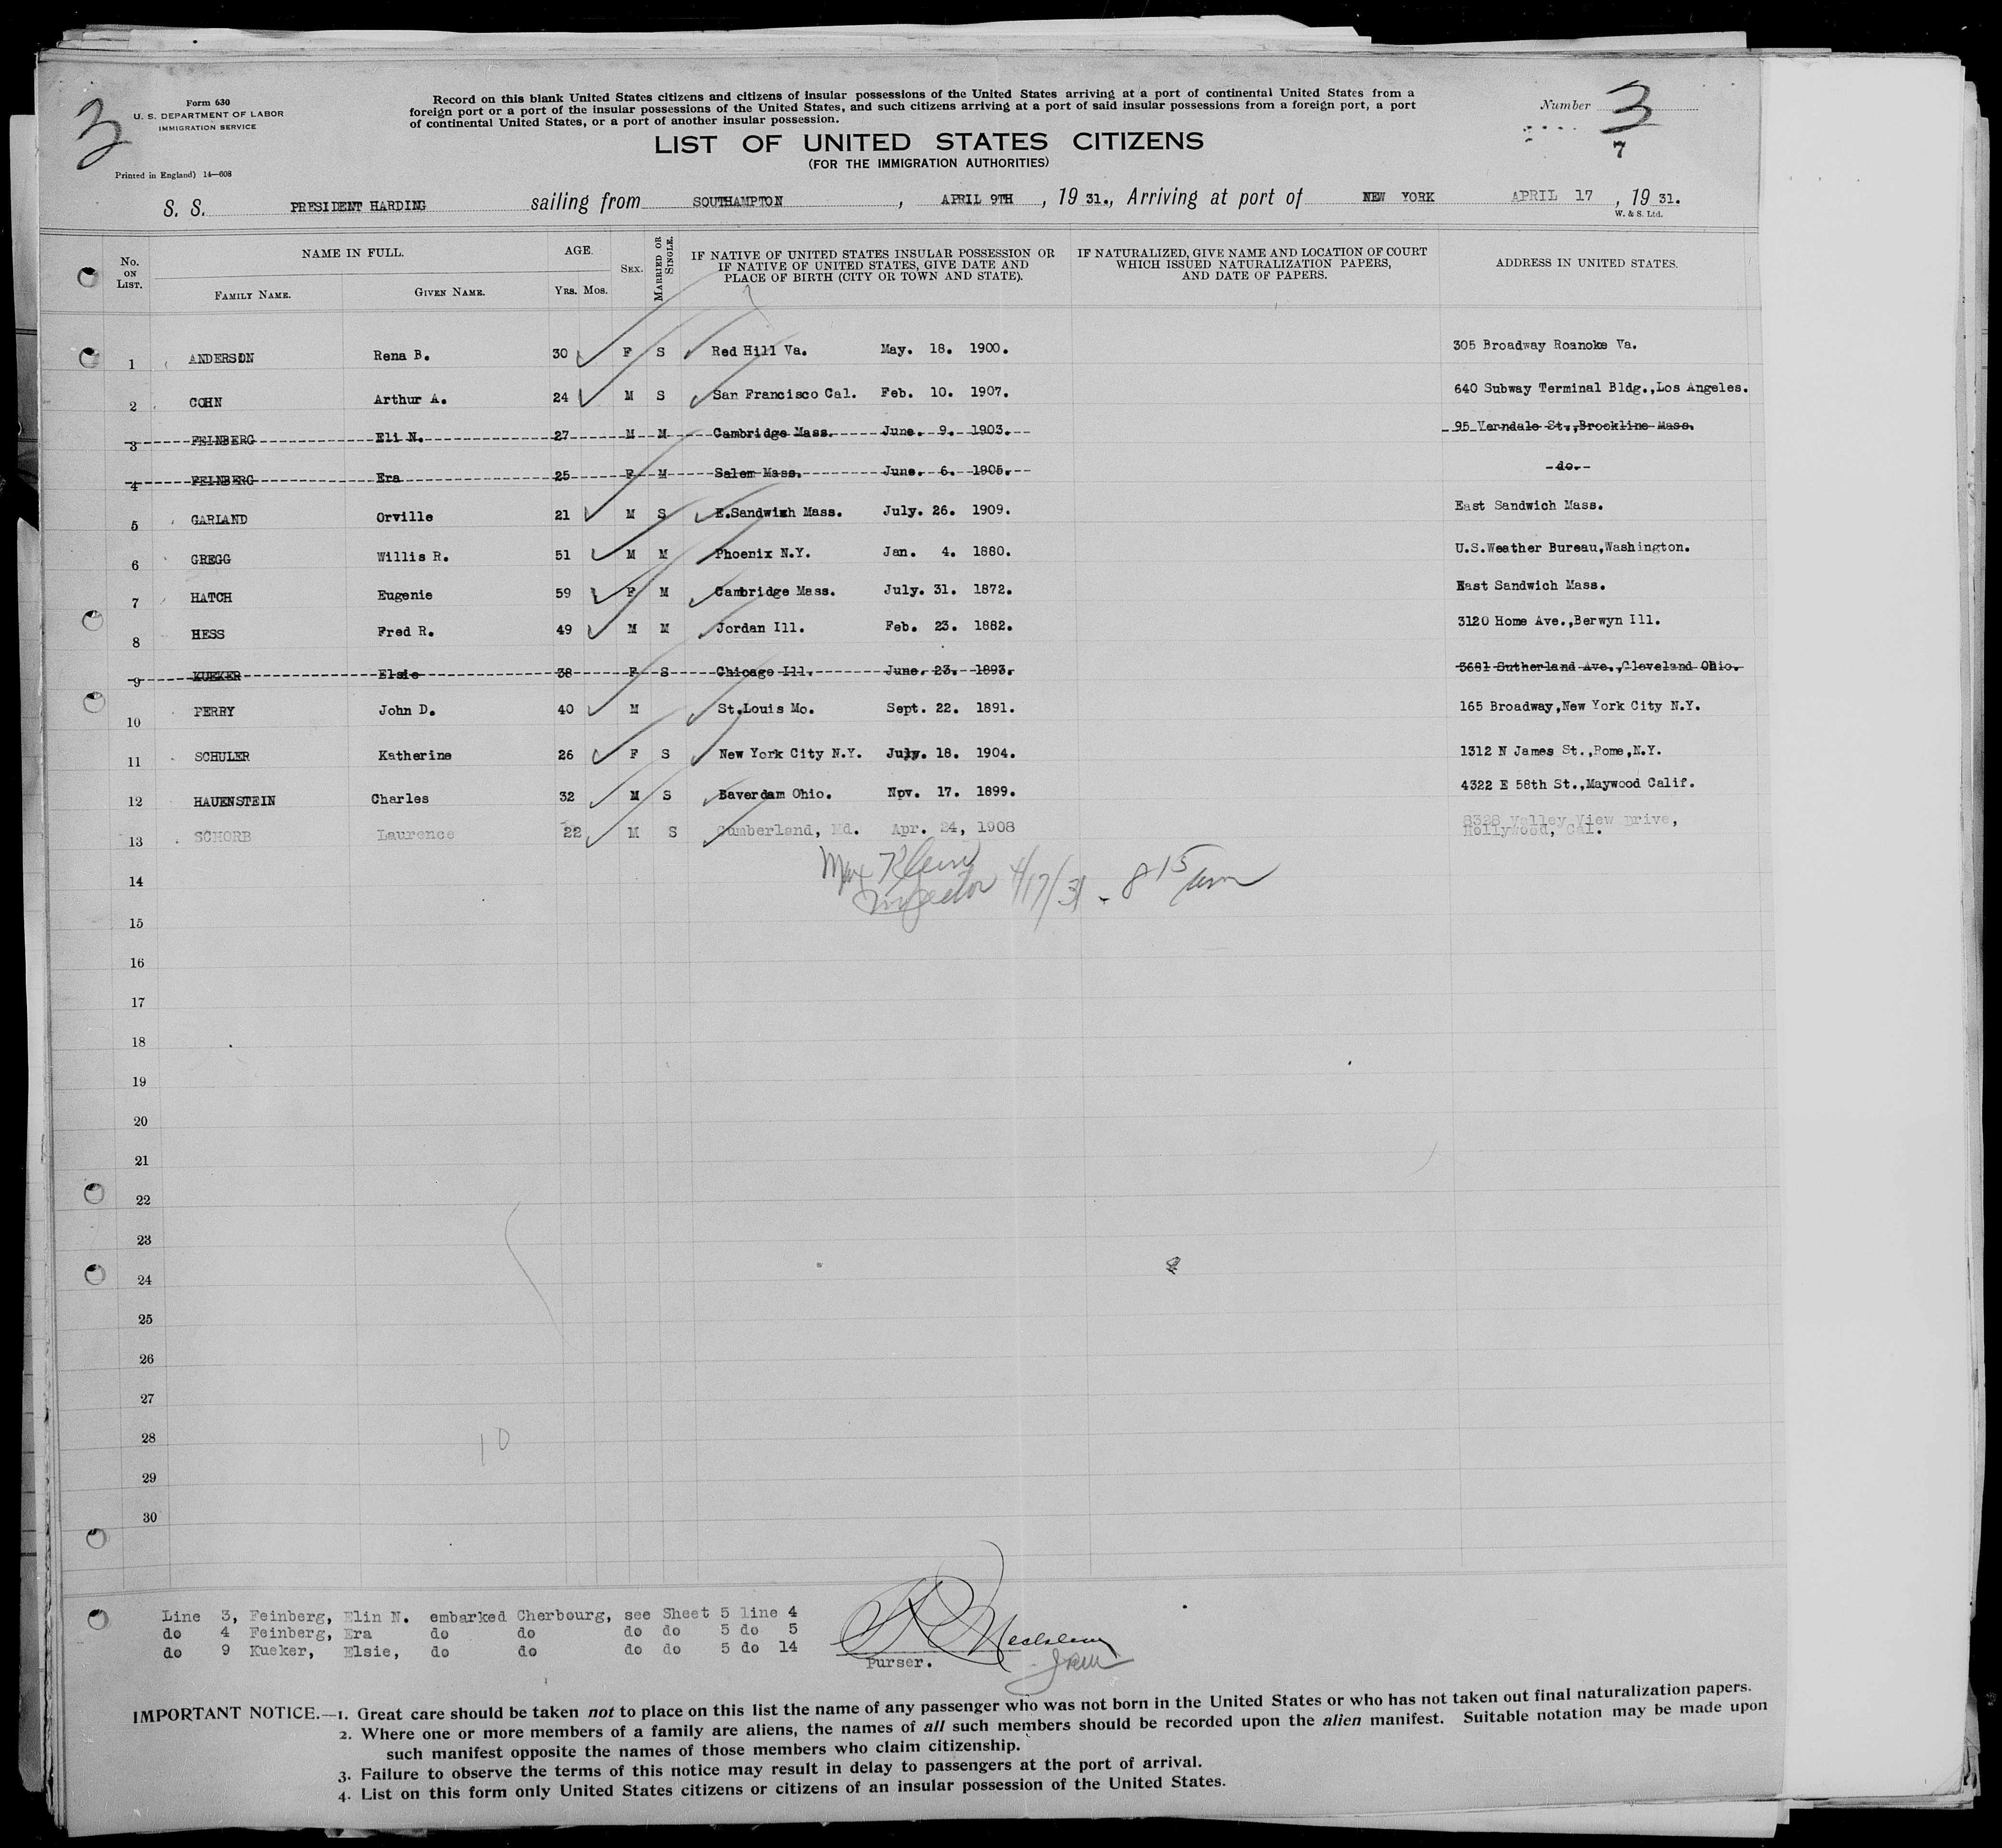 3
Form 630
U. S. DEPARTMENT OF LABOR
IMMIGRATION SERVICE
Printed in England) 14—608
Record on this blank United States citizens and citizens of insular possessions of the United States arriving at a port of continental United States from a
foreign port or a port of the insular possessions of the United States, and such citizens arriving at a port of said insular possessions from a foreign port, a port
of continental United States, or a port of another insular possession.
Number 3
7
LIST OF UNITED STATES CITIZENS
(FOR THE IMMIGRATION AUTHORITIES)
S. S. PRESIDENT HARDING sailing from SOUTHAMPTON, APRIL 9TH, 19 31., Arriving at port of NEW YORK APRIL 17, 19 31.
W. & S. Ltd.
No. ON LIST.
NAME IN FULL.
FAMILY NAME.
GIVEN NAME.
AGE.
YRS. MOS.
SEX.
MARRIED OR SINGLE.
IF NATIVE OF UNITED STATES INSULAR POSSESSION OR
IF NATIVE OF UNITED STATES, GIVE DATE AND
PLACE OF BIRTH (CITY OR TOWN AND STATE).
IF NATURALIZED, GIVE NAME AND LOCATION OF COURT
WHICH ISSUED NATURALIZATION PAPERS,
AND DATE OF PAPERS.
ADDRESS IN UNITED STATES.
1 ANDERSON Rena B. 30 F S Red Hill Va. May. 18. 1900. 305 Broadway Roanoke Va.
2 COHN Arthur A. 24 M S San Francisco Cal. Feb. 10. 1907. 640 Subway Terminal Bldg.,Los Angeles.
3 FEINBERG Eli N. 27 M M Cambridge Mass. June. 9. 1903. 95 Verndale St.,Brookline Mass.
4 FEINBERG Era 25 F M Salem Mass. June. 6. 1905. -do.-
5 GARLAND Orville 21 M S E.Sandwich Mass. July. 26. 1909. East Sandwich Mass.
6 GREGG Willis R. 51 M M Phoenix N.Y. Jan. 4. 1880. U.S.Weather Bureau,Washington.
7 HATCH Eugenie 59 F M Cambridge Mass. July. 31. 1872. East Sandwich Mass.
8 HESS Fred R. 49 M M Jordan Ill. Feb. 23. 1882. 3120 Home Ave.,Berwyn Ill.
9 KUEKER Elsie 38 F S Chicago Ill. June. 23. 1893. 3681 Sutherland Ave.,Cleveland Ohio.
10 PERRY John D. 40 M St.Louis Mo. Sept. 22. 1891. 165 Broadway,New York City N.Y.
11 SCHULER Katherine 26 F S New York City N.Y. July. 18. 1904. 1312 N James St.,Rome,N.Y.
12 HAUENSTEIN Charles 32 M S Baverdam Ohio. Nov. 17. 1899. 4322 E 58th St.,Maywood Calif.
13 SCHORB Laurence 22 M S Cumberland, Md. Apr. 24, 1908 8328 Valley View Drive,
Hollywood, Cal.
14
Max Klein
Inspector 4/17/31 - 8 15 am
15
16
17
18
19
20
21
22
23
24
25
26
27
28
10
29
30
Line 3, Feinberg, Elin N. embarked Cherbourg, see Sheet 5 line 4
do 4 Feinberg, Era do do do do 5 do 5
do 9 Kueker, Elsie, do do do do 5 do 14
Purser.
IMPORTANT NOTICE.—1. Great care should be taken not to place on this list the name of any passenger who was not born in the United States or who has not taken out final naturalization papers.
2. Where one or more members of a family are aliens, the names of all such members should be recorded upon the alien manifest. Suitable notation may be made upon
such manifest opposite the names of those members who claim citizenship.
3. Failure to observe the terms of this notice may result in delay to passengers at the port of arrival.
4. List on this form only United States citizens or citizens of an insular possession of the United States.